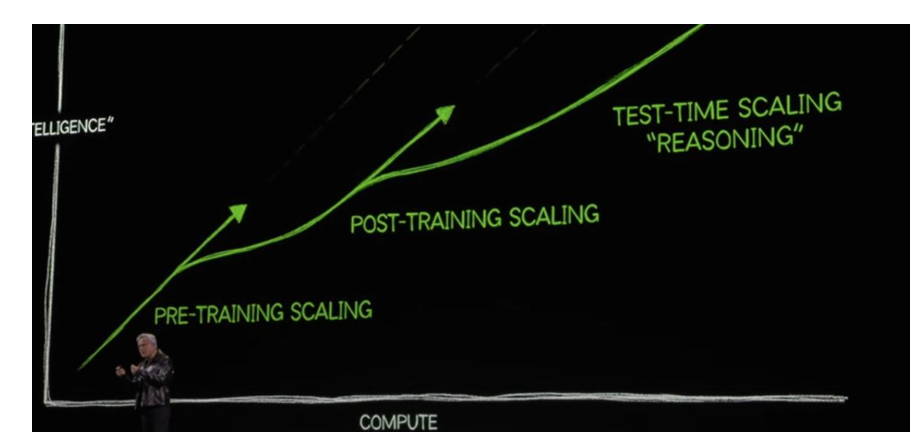 TELLIGENCE"
TEST-TIME SCALING
"REASONING"
POST-TRAINING SCALING
PRE-TRAINING SCALING
COMPUTE